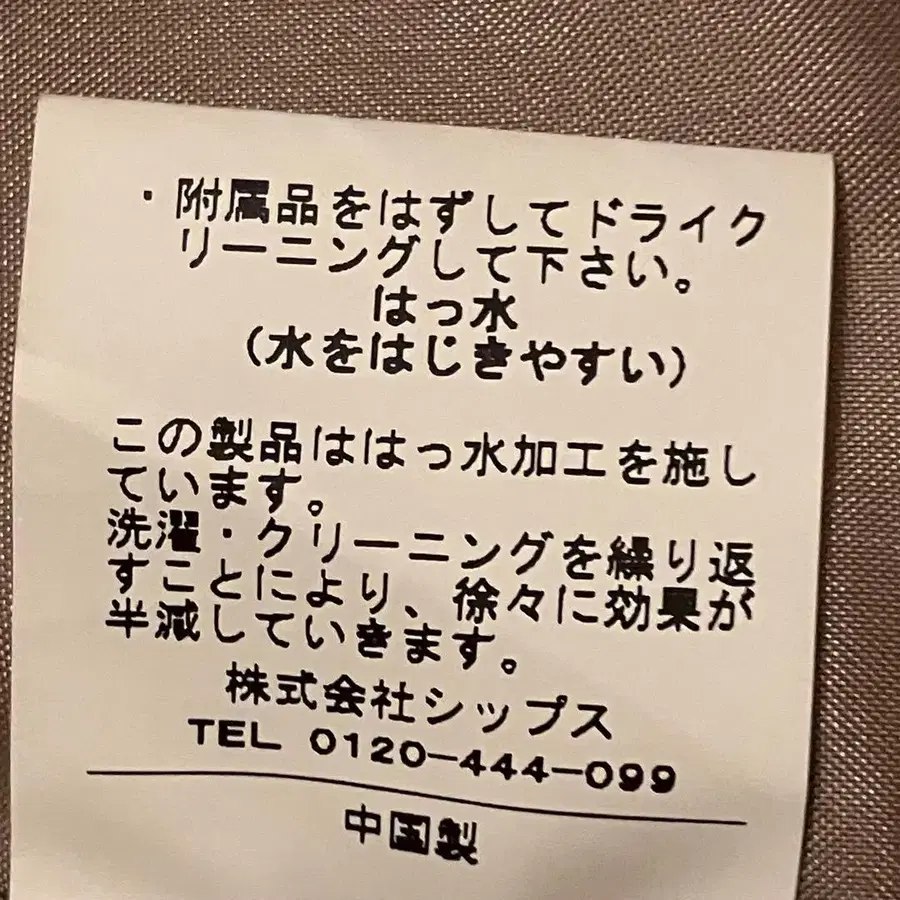 ・附属品をはずしてドライク
リーニングして下さい。
はっ水
(水をはじきやすい)
この製品ははっ水加工を施し
ています。
洗濯・クリーニングを繰り返
すことにより、徐々に効果が
半減していきます。
株式会社シップス
TEL 0120-444-099
中国製